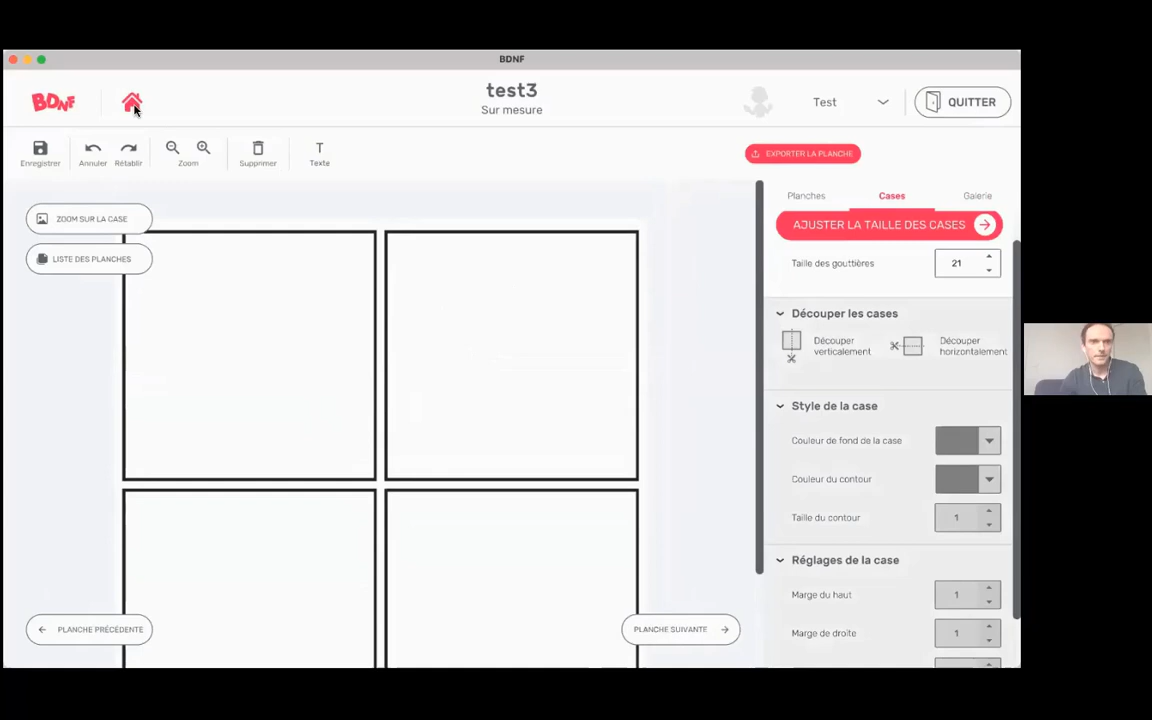 BDNF
BDNF
test3
Sur mesure
Test
QUITTER
Enregistrer
Annuler
Rétablir
Zoom
Supprimer
T
Texte
EXPORTER LA PLANCHE
ZOOM SUR LA CASE
LISTE DES PLANCHES
PLANCHE PRÉCÉDENTE
PLANCHE SUIVANTE
Planches
Cases
Galerie
AJUSTER LA TAILLE DES CASES
Taille des gouttières
21
Découper les cases
Découper
verticalement
Découper
horizontalement
Style de la case
Couleur de fond de la case
Couleur du contour
Taille du contour
1
Réglages de la case
Marge du haut
1
Marge de droite
1